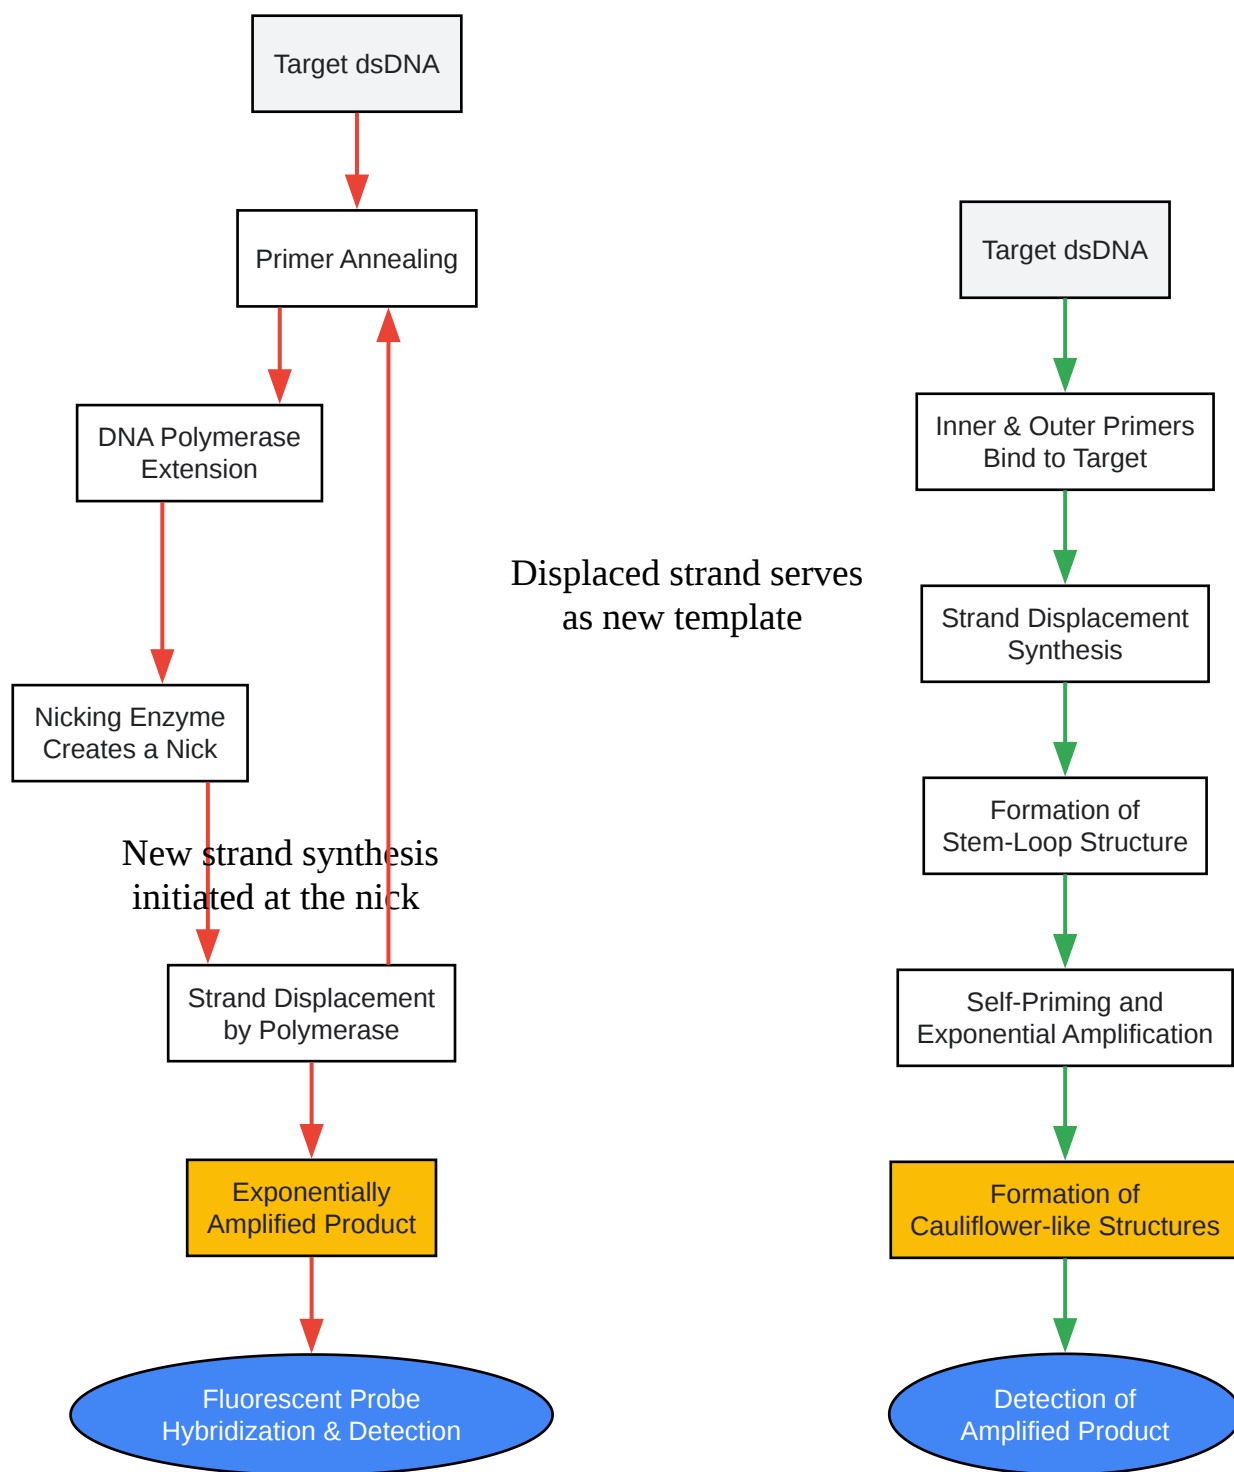 Target dsDNA
Primer Annealing
DNA Polymerase
Extension
Displaced strand serves
as new template
Nicking Enzyme
Creates a Nick
New strand synthesis
initiated at the nick
Strand Displacement
by Polymerase
Exponentially
Amplified Product
Fluorescent Probe
Hybridization & Detection
Target dsDNA
Inner & Outer Primers
Bind to Target
Strand Displacement
Synthesis
Formation of
Stem-Loop Structure
Self-Priming and
Exponential Amplification
Formation of
Cauliflower-like Structures
Detection of
Amplified Product